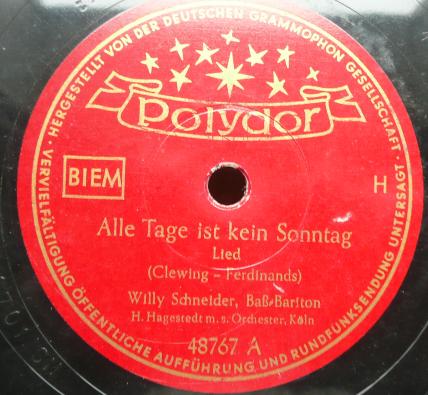 HERGESTELLT VON DER DEUTSCHEN GRAMMOPHON GESELLSCHAFT
Polydor
BIEM
H
Alle Tage ist kein Sonntag
Lied
(Clewing - Ferdinands)
Willy Schneider, Baß-Bariton
H. Hagestedt m. s. Orchester, Köln
48767 A
VERVIELFÄLTIGUNG ÖFFENTLICHE AUFFÜHRUNG UND RUNDFUNKSENDUNG UNTERSAGT